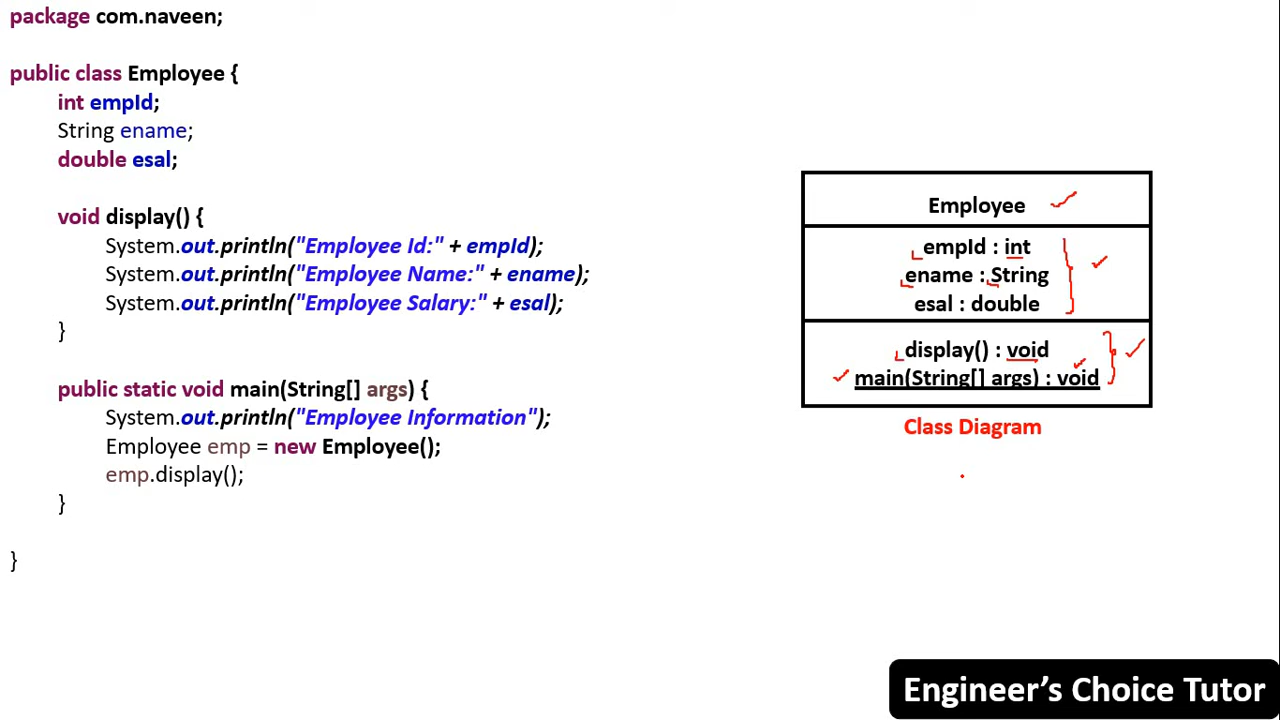 package com.naveen;
public class Employee {
int empId;
String ename;
double esal;
void display() {
System.out.println("Employee Id:" + empId);
System.out.println("Employee Name:" + ename);
System.out.println("Employee Salary:" + esal);
}
public static void main(String[] args) {
System.out.println("Employee Information");
Employee emp = new Employee();
emp.display();
}
}
Employee
empId : int
ename : String
esal : double
display() : void
main(String[] args) : void
Class Diagram
Engineer’s Choice Tutor